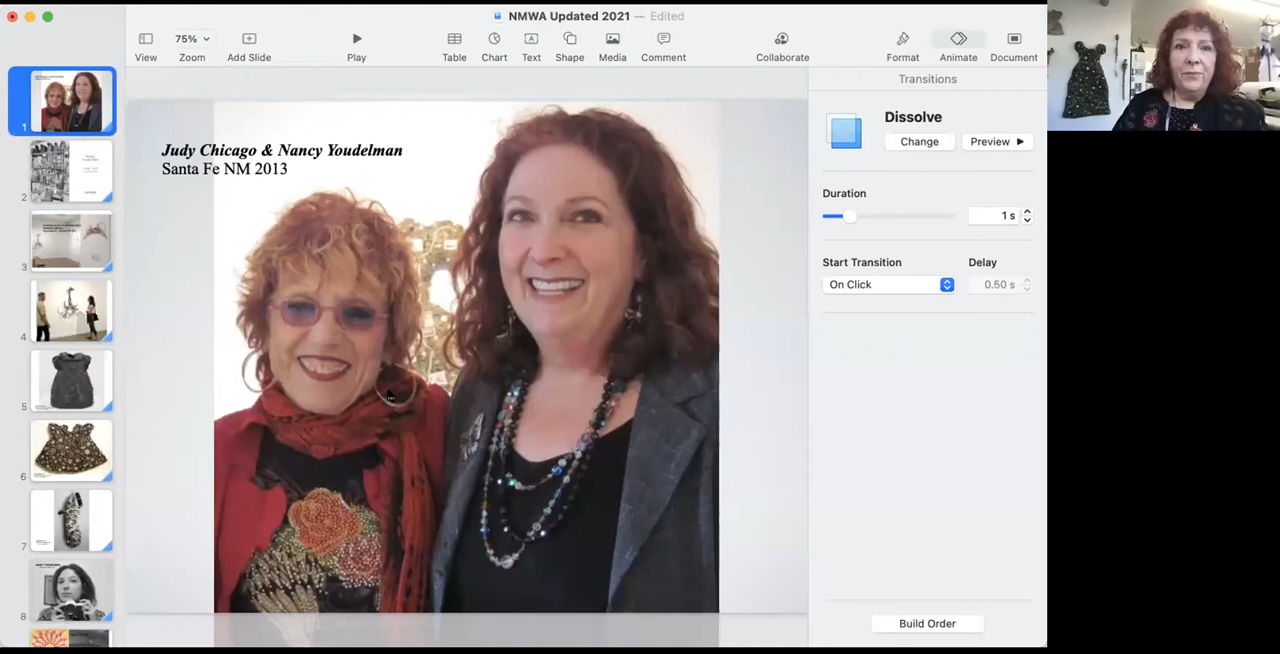 NMWA Updated 2021 — Edited
75%
View
Zoom
Add Slide
Play
Table
Chart
Text
Shape
Media
Comment
Collaborate
Format
Animate
Document
Transitions
Dissolve
Change
Preview
Duration
1 s
Start Transition
Delay
On Click
0.50 s
Build Order
Judy Chicago & Nancy Youdelman
Santa Fe NM 2013
1
2
3
4
5
6
7
8